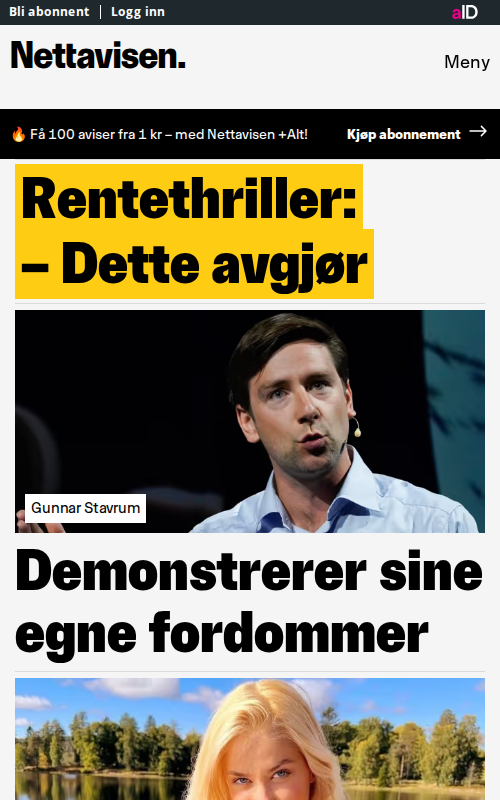 Bli abonnent | Logg inn
aID
Nettavisen.
Meny
🔥 Få 100 aviser fra 1 kr – med Nettavisen +Alt!
Kjøp abonnement →
Rentethriller:
– Dette avgjør
Gunnar Stavrum
Demonstrerer sine
egne fordommer